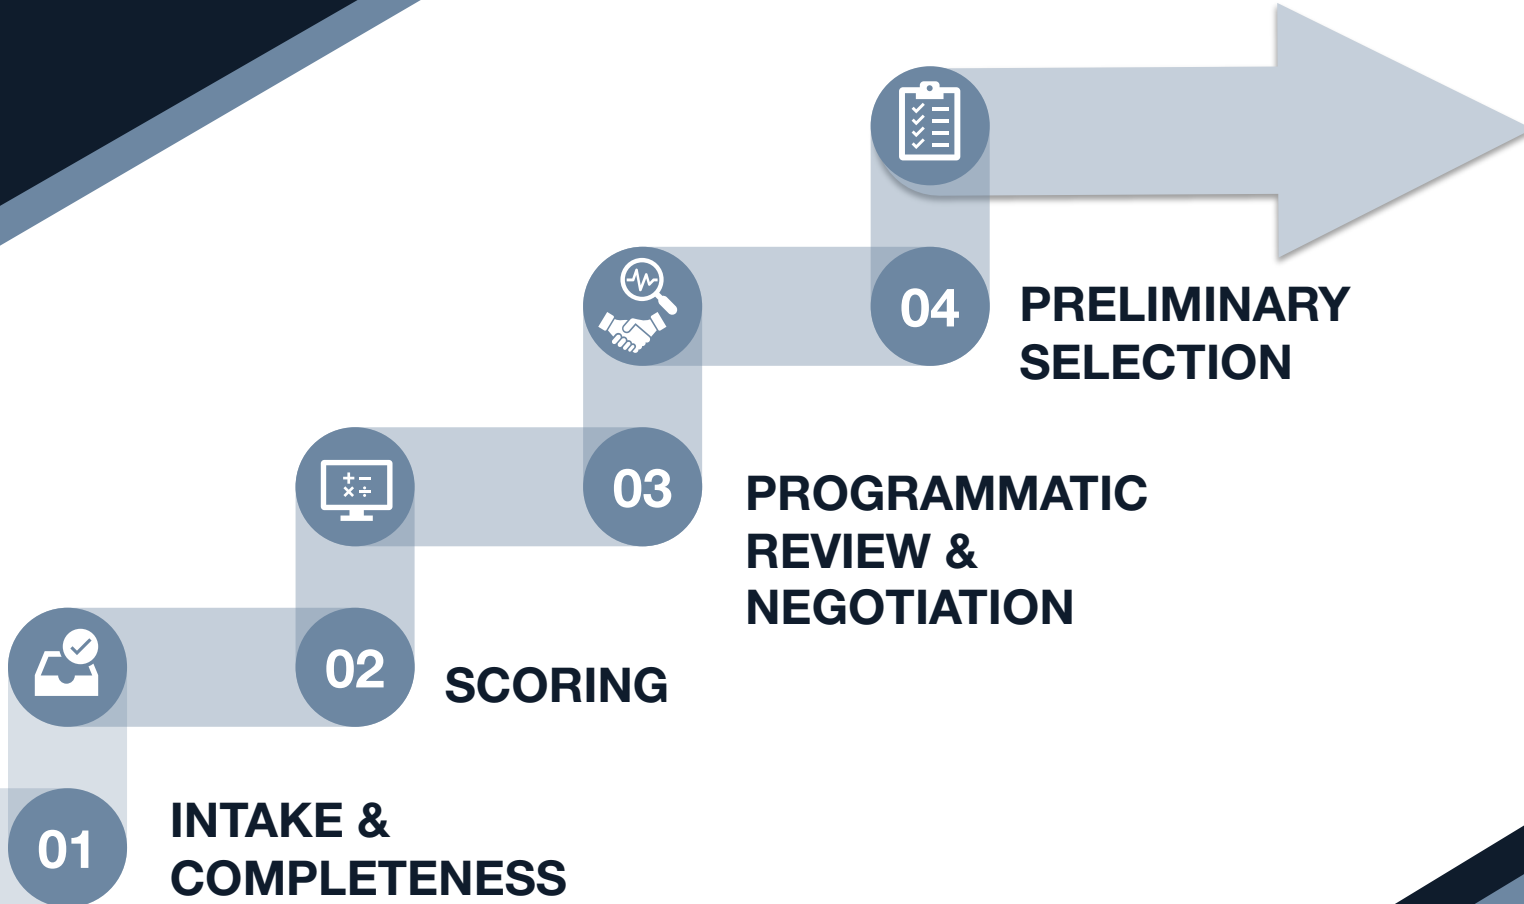 04
PRELIMINARY
SELECTION
03
PROGRAMMATIC
REVIEW &
NEGOTIATION
02
SCORING
01
INTAKE &
COMPLETENESS